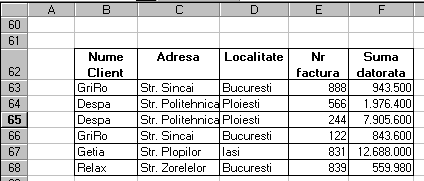 A B C D E F
60
61
62 Nume Client Adresa Localitate Nr factura Suma datorata
63 GriRo Str. Sincai Bucuresti 888 943.500
64 Despa Str. Politehnica Ploiesti 566 1.976.400
65 Despa Str. Politehnica Ploiesti 244 7.905.600
66 GriRo Str. Sincai Bucuresti 122 843.600
67 Getia Str. Plopilor Iasi 831 12.688.000
68 Relax Str. Zorelelor Bucuresti 839 559.980